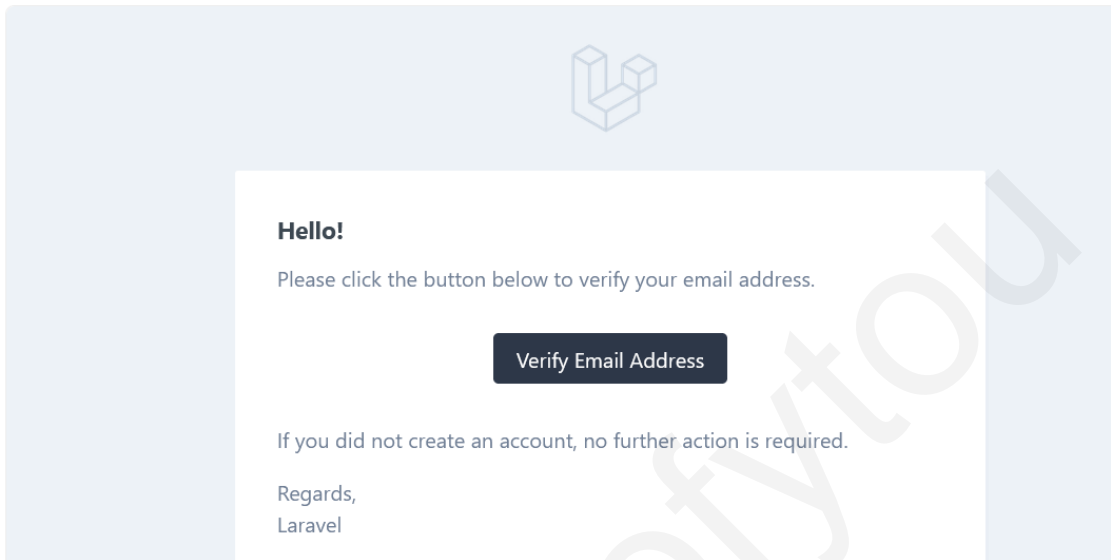 Hello!
Please click the button below to verify your email address.
Verify Email Address
If you did not create an account, no further action is required.
Regards,
Laravel